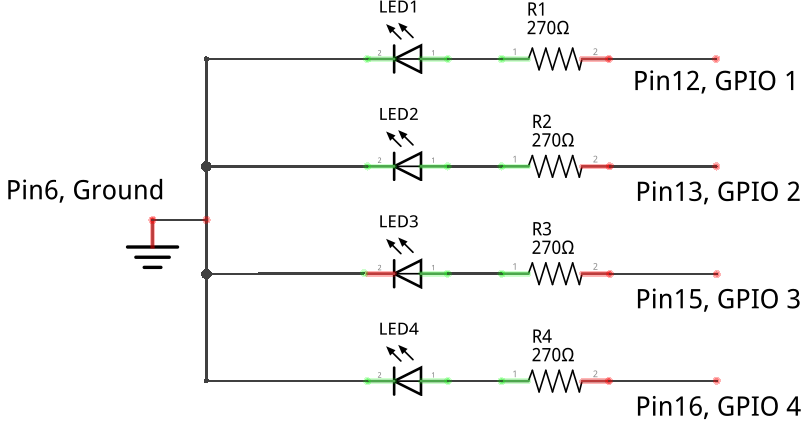 LED1
R1
270Ω
2
1
1
2
Pin12, GPIO 1
LED2
R2
270Ω
2
1
1
2
Pin13, GPIO 2
Pin6, Ground
LED3
R3
270Ω
2
1
1
2
Pin15, GPIO 3
LED4
R4
270Ω
2
1
1
2
Pin16, GPIO 4